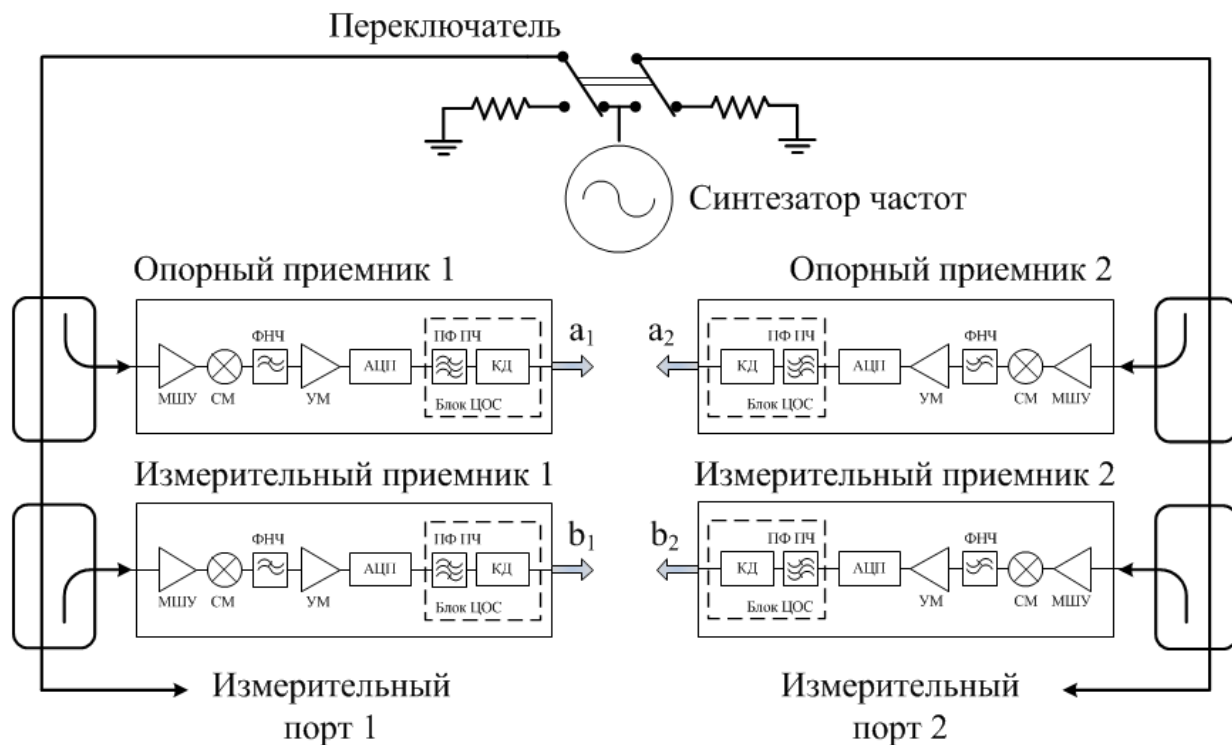 Переключатель
Синтезатор частот
Опорный приемник 1
Опорный приемник 2
МШУ
СМ
ФНЧ
УМ
АЦП
ПФ ПЧ
КД
Блок ЦОС
a1
a2
КД
ПФ ПЧ
Блок ЦОС
АЦП
УМ
ФНЧ
СМ
МШУ
Измерительный приемник 1
Измерительный приемник 2
МШУ
СМ
ФНЧ
УМ
АЦП
ПФ ПЧ
КД
Блок ЦОС
b1
b2
КД
ПФ ПЧ
Блок ЦОС
АЦП
УМ
ФНЧ
СМ
МШУ
Измерительный
порт 1
Измерительный
порт 2